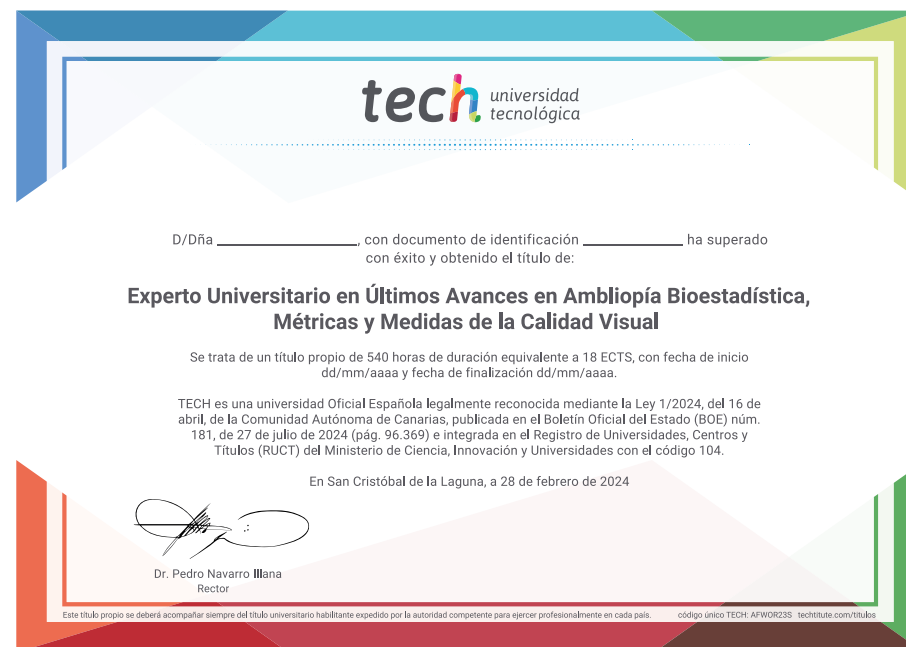 tech universidad
tecnológica
D/Dña ____________________, con documento de identificación ______________ ha superado
con éxito y obtenido el título de:
Experto Universitario en Últimos Avances en Ambliopía Bioestadística,
Métricas y Medidas de la Calidad Visual
Se trata de un título propio de 540 horas de duración equivalente a 18 ECTS, con fecha de inicio
dd/mm/aaaa y fecha de finalización dd/mm/aaaa.
TECH es una universidad Oficial Española legalmente reconocida mediante la Ley 1/2024, del 16 de
abril, de la Comunidad Autónoma de Canarias, publicada en el Boletín Oficial del Estado (BOE) núm.
181, de 27 de julio de 2024 (pág. 96.369) e integrada en el Registro de Universidades, Centros y
Títulos (RUCT) del Ministerio de Ciencia, Innovación y Universidades con el código 104.
En San Cristóbal de la Laguna, a 28 de febrero de 2024
Dr. Pedro Navarro Illana
Rector
Este título propio se deberá acompañar siempre del título universitario habilitante expedido por la autoridad competente para ejercer profesionalmente en cada país. código único TECH: AFWOR23S techtitute.com/titulos